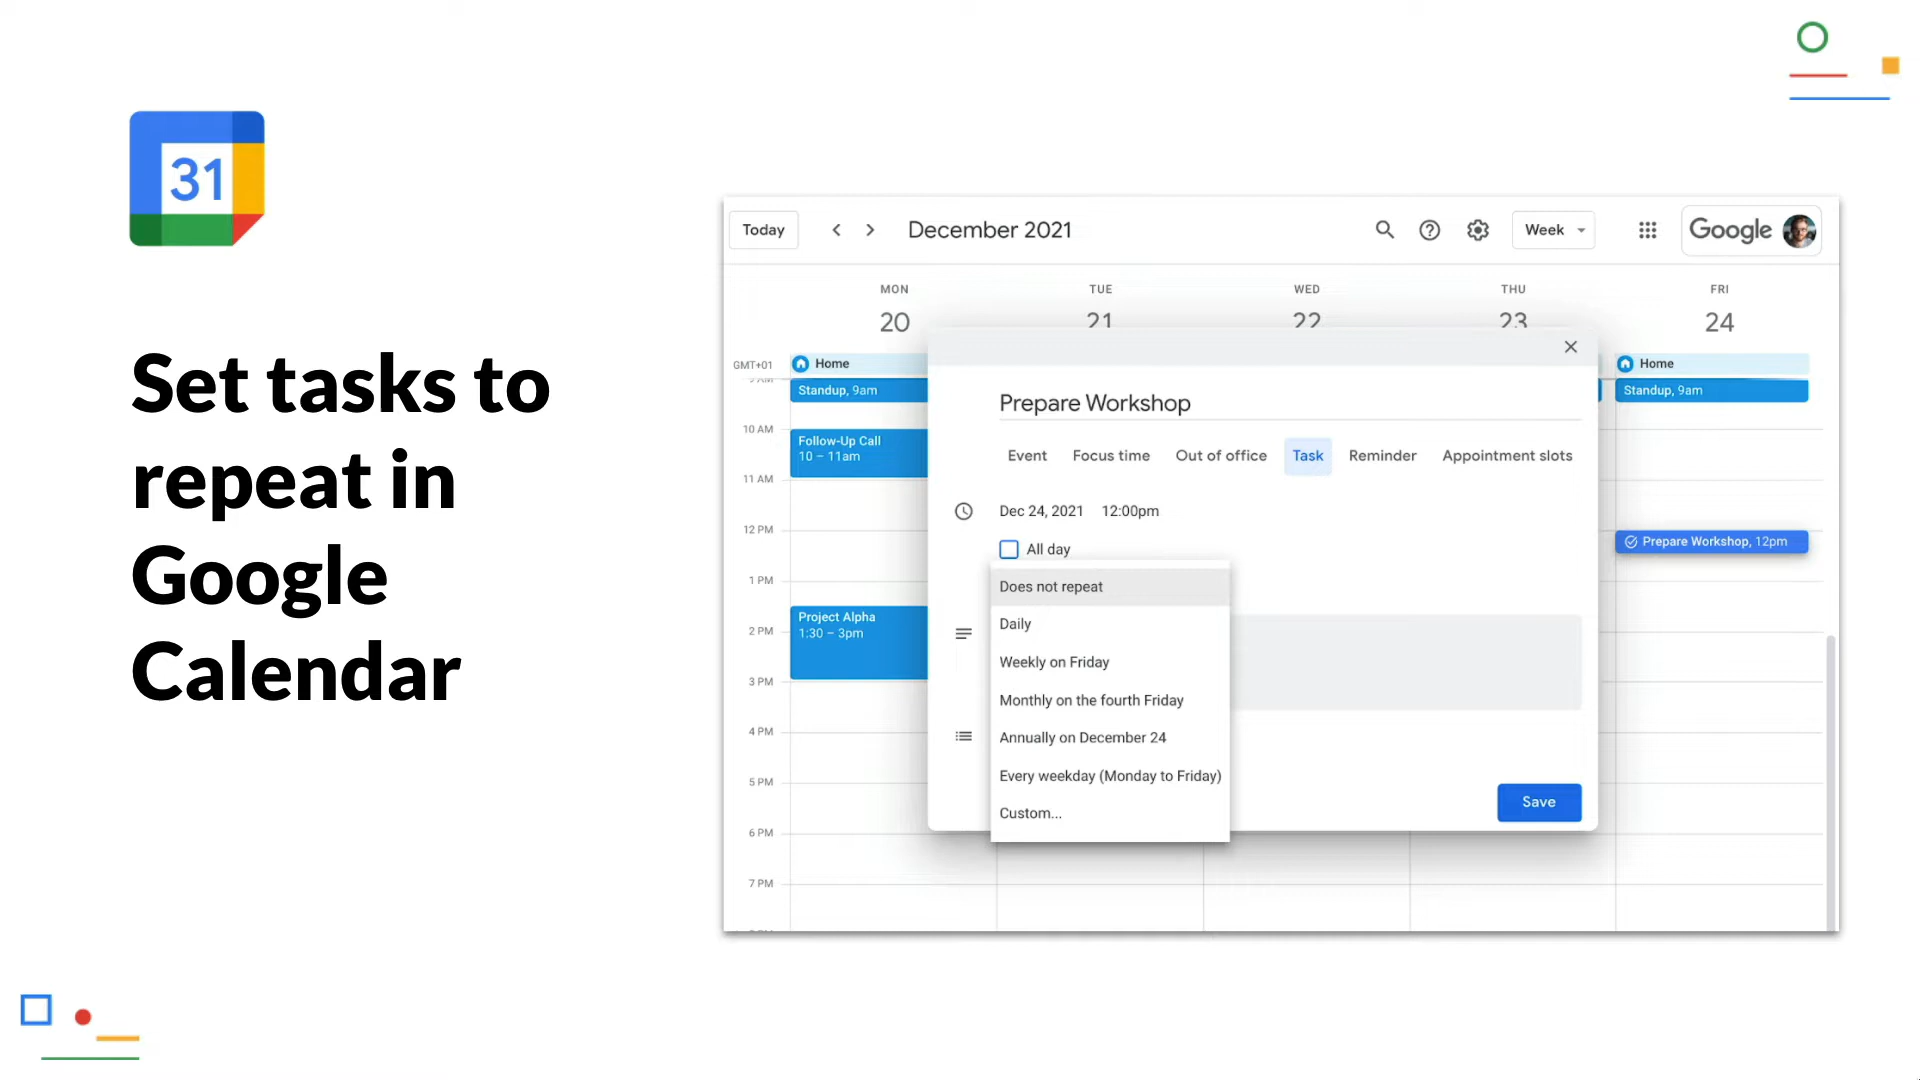 31
Set tasks to
repeat in
Google
Calendar
Today
December 2021
Week
Google
MON
TUE
WED
THU
FRI
20
21
22
23
24
GMT+01
Home
Home
Standup, 9am
Standup, 9am
10 AM
11 AM
12 PM
1 PM
2 PM
3 PM
4 PM
5 PM
6 PM
7 PM
Follow-Up Call
10 – 11am
Project Alpha
1:30 – 3pm
Prepare Workshop, 12pm
Prepare Workshop
Event
Focus time
Out of office
Task
Reminder
Appointment slots
Dec 24, 2021 12:00pm
All day
Does not repeat
Daily
Weekly on Friday
Monthly on the fourth Friday
Annually on December 24
Every weekday (Monday to Friday)
Custom...
Save